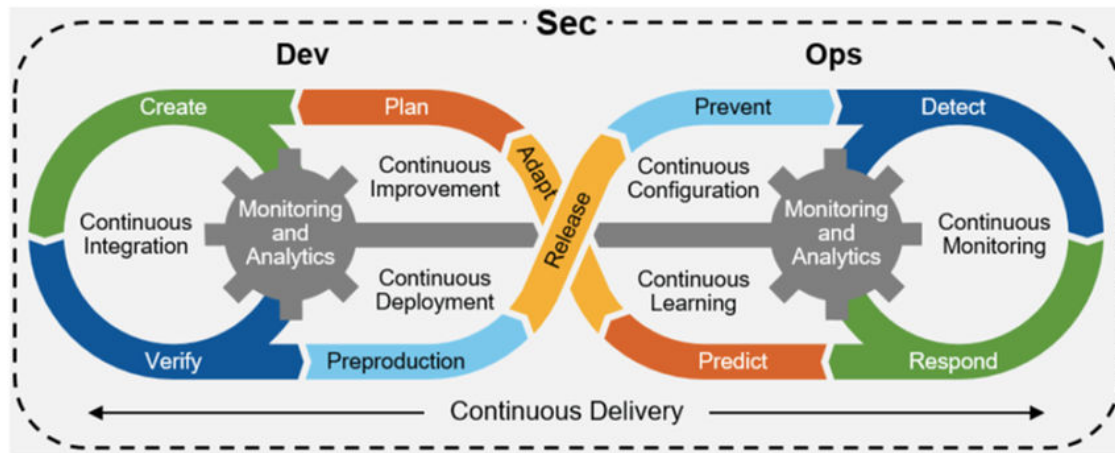 Sec
Dev
Ops
Create
Plan
Prevent
Detect
Adapt
Release
Continuous
Improvement
Continuous
Configuration
Continuous
Integration
Monitoring
and
Analytics
Monitoring
and
Analytics
Continuous
Monitoring
Continuous
Deployment
Continuous
Learning
Verify
Preproduction
Predict
Respond
Continuous Delivery